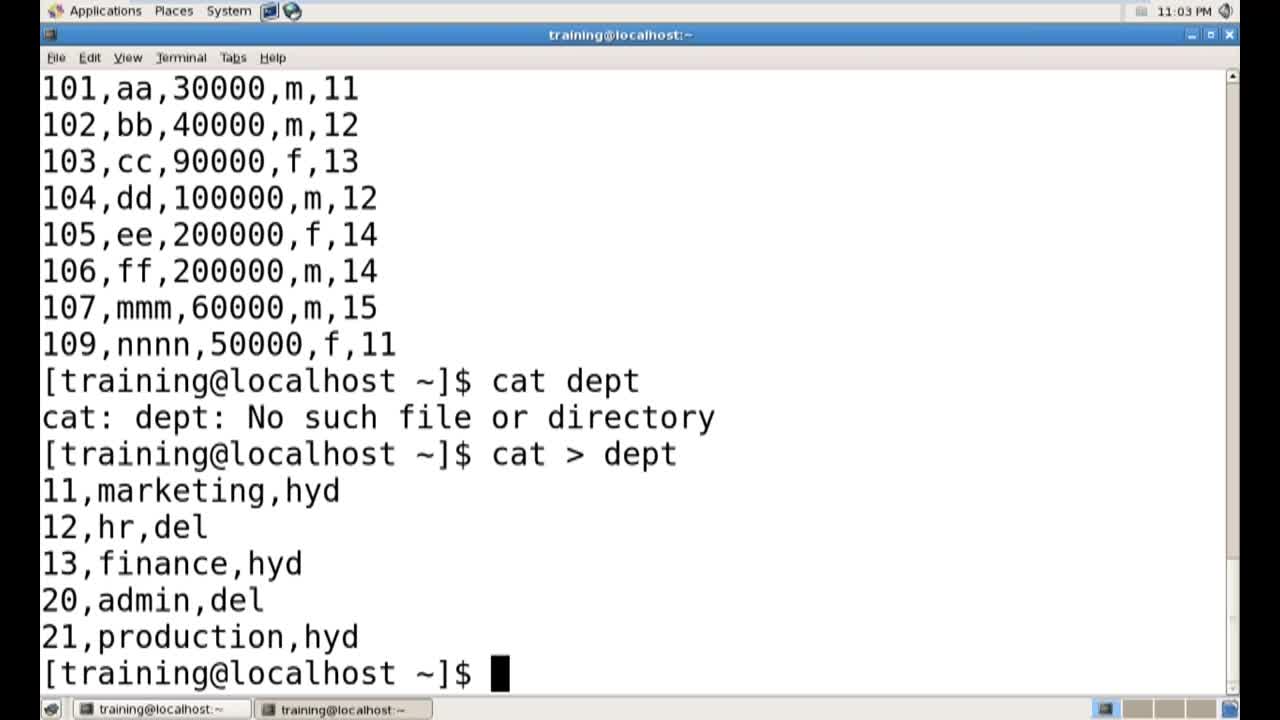 Applications Places System 11:03 PM
training@localhost:~
File Edit View Terminal Tabs Help
101,aa,30000,m,11
102,bb,40000,m,12
103,cc,90000,f,13
104,dd,100000,m,12
105,ee,200000,f,14
106,ff,200000,m,14
107,mmm,60000,m,15
109,nnnn,50000,f,11
[training@localhost ~]$ cat dept
cat: dept: No such file or directory
[training@localhost ~]$ cat > dept
11,marketing,hyd
12,hr,del
13,finance,hyd
20,admin,del
21,production,hyd
[training@localhost ~]$
training@localhost:~ training@localhost:~